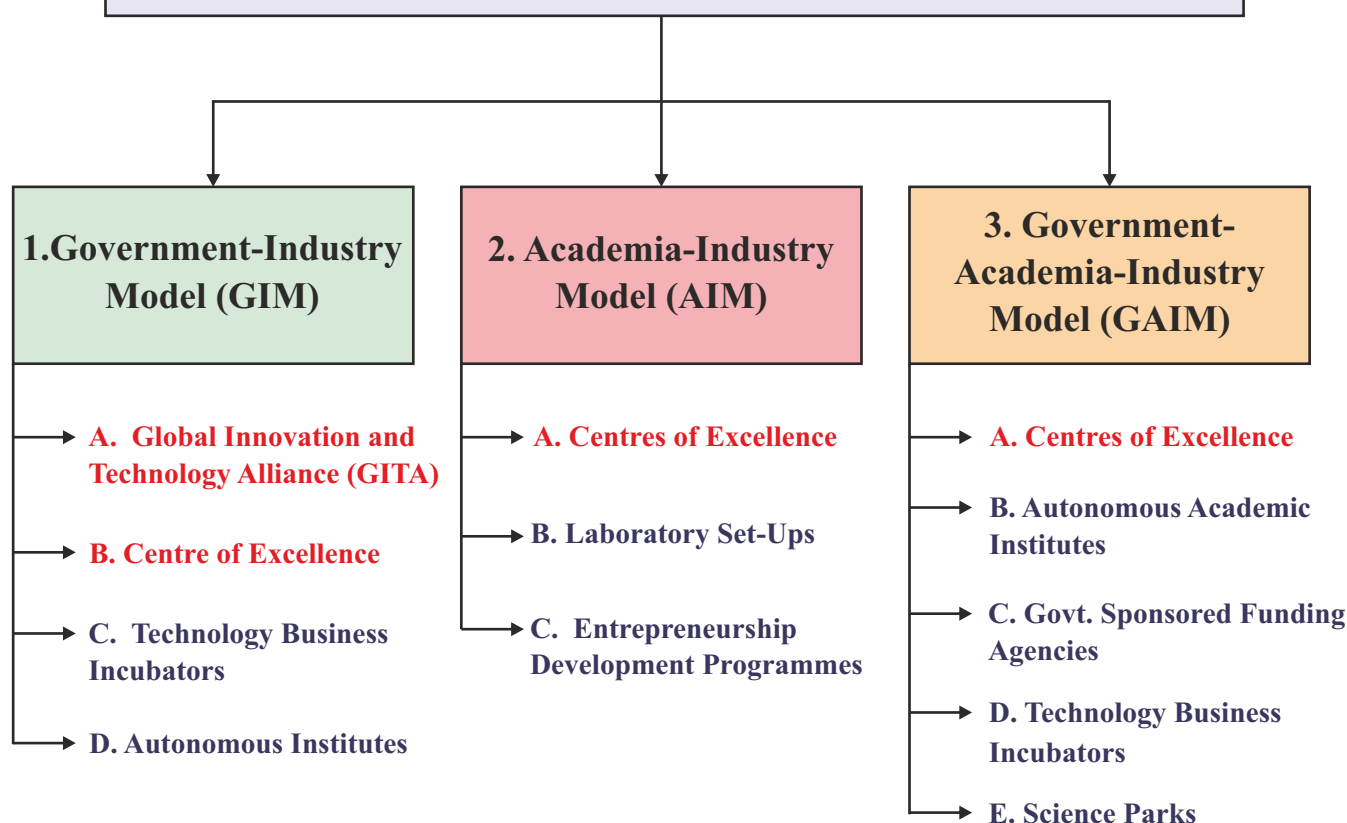 1.Government-Industry
Model (GIM)
2. Academia-Industry
Model (AIM)
3. Government-
Academia-Industry
Model (GAIM)
A. Global Innovation and
Technology Alliance (GITA)
B. Centre of Excellence
C. Technology Business
Incubators
D. Autonomous Institutes
A. Centres of Excellence
B. Laboratory Set-Ups
C. Entrepreneurship
Development Programmes
A. Centres of Excellence
B. Autonomous Academic
Institutes
C. Govt. Sponsored Funding
Agencies
D. Technology Business
Incubators
E. Science Parks